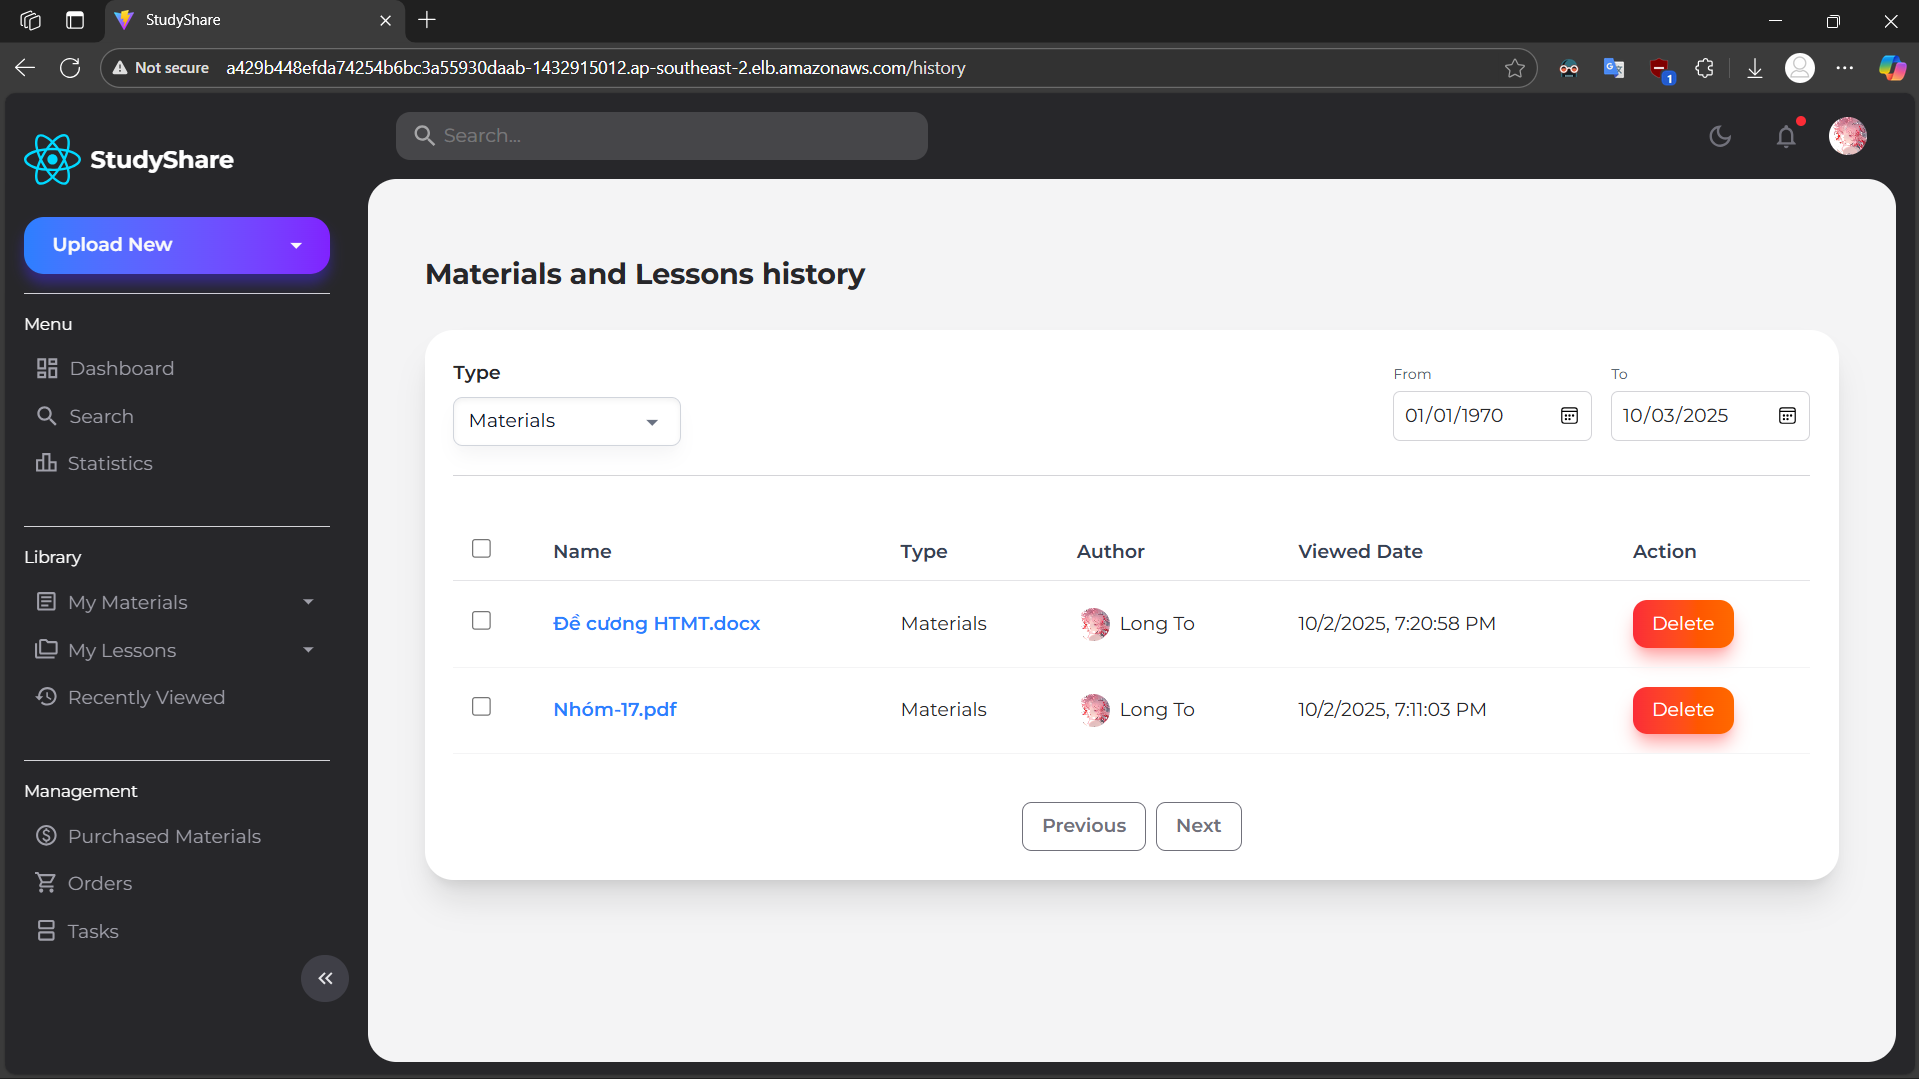 StudyShare
Not secure a429b448efda74254b6bc3a55930daab-1432915012.ap-southeast-2.elb.amazonaws.com/history
1
StudyShare
Search...
Upload New
Menu
Dashboard
Search
Statistics
Library
My Materials
My Lessons
Recently Viewed
Management
Purchased Materials
Orders
Tasks
Materials and Lessons history
Type
Materials
From
01/01/1970
To
10/03/2025
Name Type Author Viewed Date Action
Đề cương HTMT.docx Materials Long To 10/2/2025, 7:20:58 PM Delete
Nhóm-17.pdf Materials Long To 10/2/2025, 7:11:03 PM Delete
Previous Next